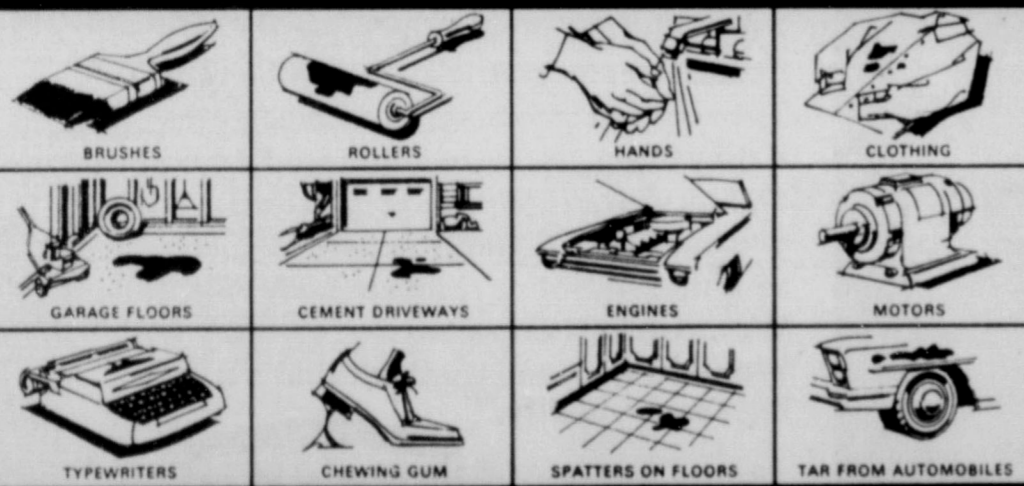 BRUSHES
ROLLERS
HANDS
CLOTHING
GARAGE FLOORS
CEMENT DRIVEWAYS
ENGINES
MOTORS
TYPEWRITERS
CHEWING GUM
SPATTERS ON FLOORS
TAR FROM AUTOMOBILES